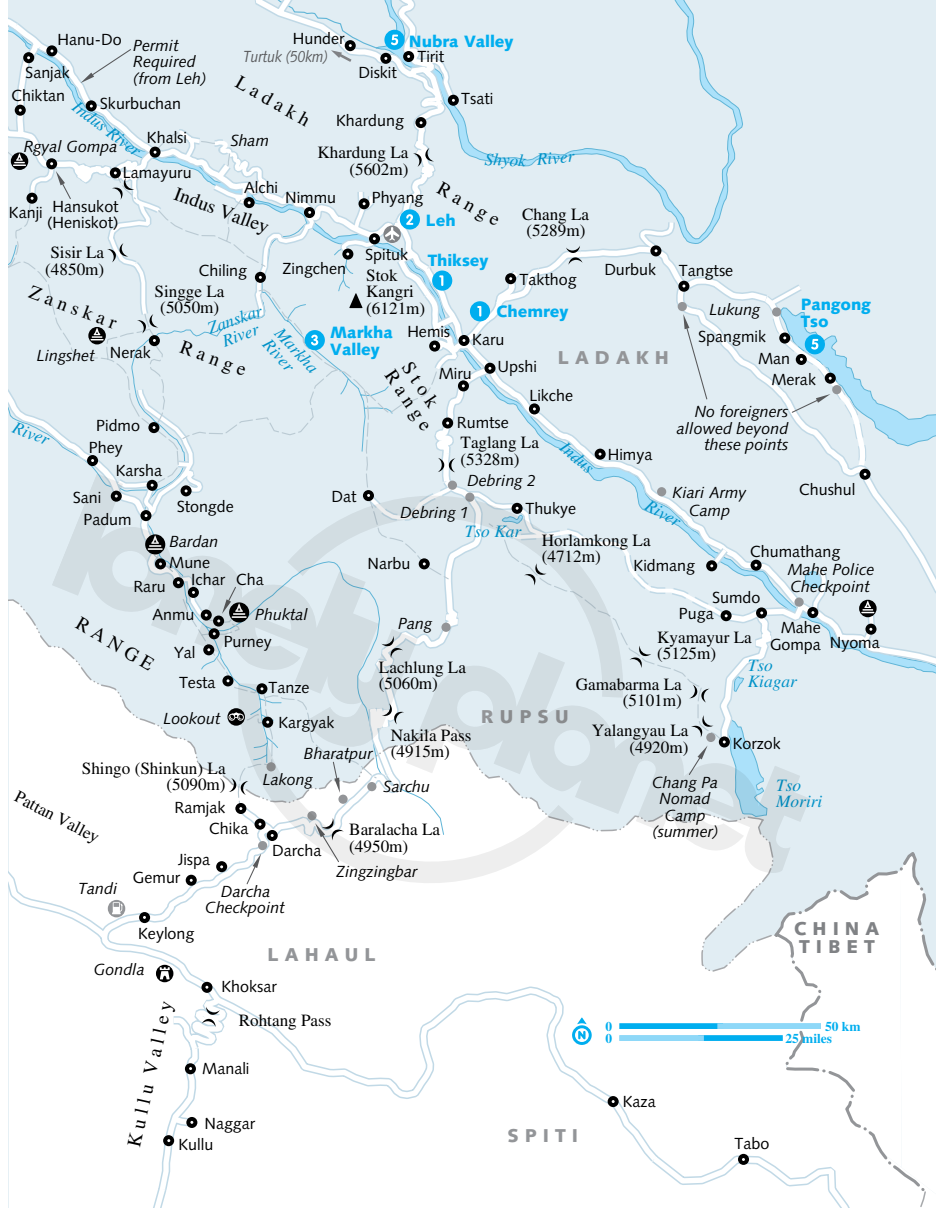 Hanu-Do
Sanjak
Permit
Required
(from Leh)
Chiktan
Skurbuchan
Indus River
Ladakh
Hunder
Turtuk (50km)
5 Nubra Valley
Diskit
Tirit
Tsati
Khardung
Shyok River
Rgyal Gompa
Khalsi
Sham
Khardung La
(5602m)
Lamayuru
Kanji
Hansukot
(Heniskot)
Alchi
Indus Valley
Nimmu
Phyang
Range
2 Leh
Chang La
(5289m)
Spituk
Sisir La
(4850m)
Chiling
Zingchen
Stok
Kangri
(6121m)
Thiksey
1
Takthog
Durbuk
Tangtse
Zanskar
Singge La
(5050m)
Zanskar
River
Markha
River
1 Chemrey
Lukung
Pangong
Tso
5
Spangmik
Lingshet
Nerak
Range
3 Markha
Valley
Hemis
Karu
LADAKH
Man
Stok
Range
Miru
Upshi
Merak
Likche
Pidmo
Rumtse
No foreigners
allowed beyond
these points
River
Phey
Taglang La
(5328m)
Indus
Himya
Karsha
Sani
Stongde
Dat
Debring 2
Debring 1
Kiari Army
Camp
Chushul
Padum
Thukye
Tso Kar
River
Bardan
Horlamkong La
(4712m)
Mune
Narbu
Kidmang
Chumathang
Raru
Ichar
Cha
Mahe Police
Checkpoint
Anmu
Phuktal
Sumdo
Puga
RANGE
Purney
Pang
Mahe
Gompa
Nyoma
Yal
Kyamayur La
(5125m)
Lachlung La
(5060m)
Tso
Kiagar
Testa
Tanze
Gamabarma La
(5101m)
Lookout
Kargyak
RUPSU
Nakila Pass
(4915m)
Yalangyau La
(4920m)
Korzok
Bharatpur
Shingo (Shinkun) La
(5090m)
Lakong
Sarchu
Chang Pa
Nomad
Camp
(summer)
Tso
Moriri
Pattan Valley
Ramjak
Chika
Baralacha La
(4950m)
Darcha
Zingzingbar
Jispa
Gemur
Tandi
Darcha
Checkpoint
Keylong
CHINA
TIBET
LAHAUL
Gondla
Khoksar
Kullu Valley
Rohtang Pass
N
0 50 km
0 25 miles
Manali
Kaza
Naggar
Kullu
SPITI
Tabo
lonely planet